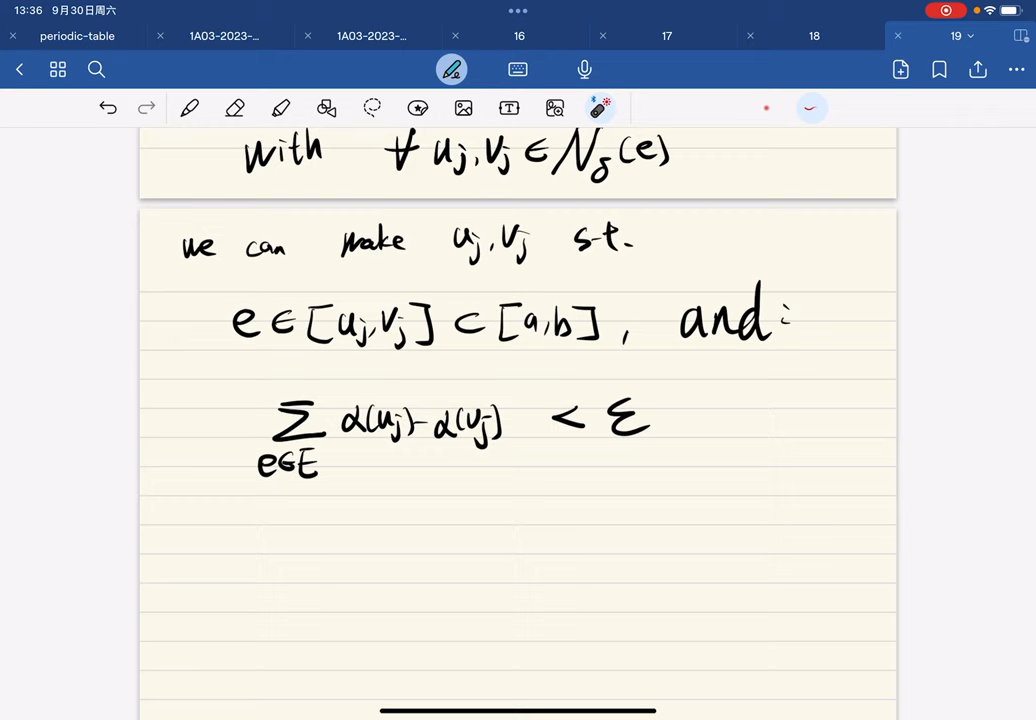 13:36 9月30日周六
periodic-table 1A03-2023-... 1A03-2023-... 16 17 18 19
T
with ∀ uj, vj ∈ Nδ(e)
we can make uj, vj s.t.
e ∈ [uj, vj] ⊂ [a,b], and:
∑ α(uj) - α(vj) < ε
e∈E